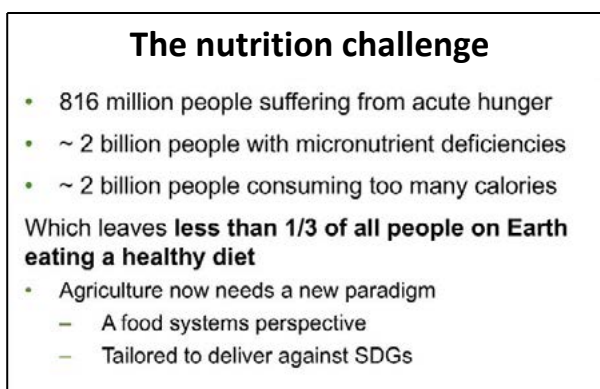 The nutrition challenge
• 816 million people suffering from acute hunger
• ~ 2 billion people with micronutrient deficiencies
• ~ 2 billion people consuming too many calories
Which leaves less than 1/3 of all people on Earth
eating a healthy diet
• Agriculture now needs a new paradigm
– A food systems perspective
– Tailored to deliver against SDGs